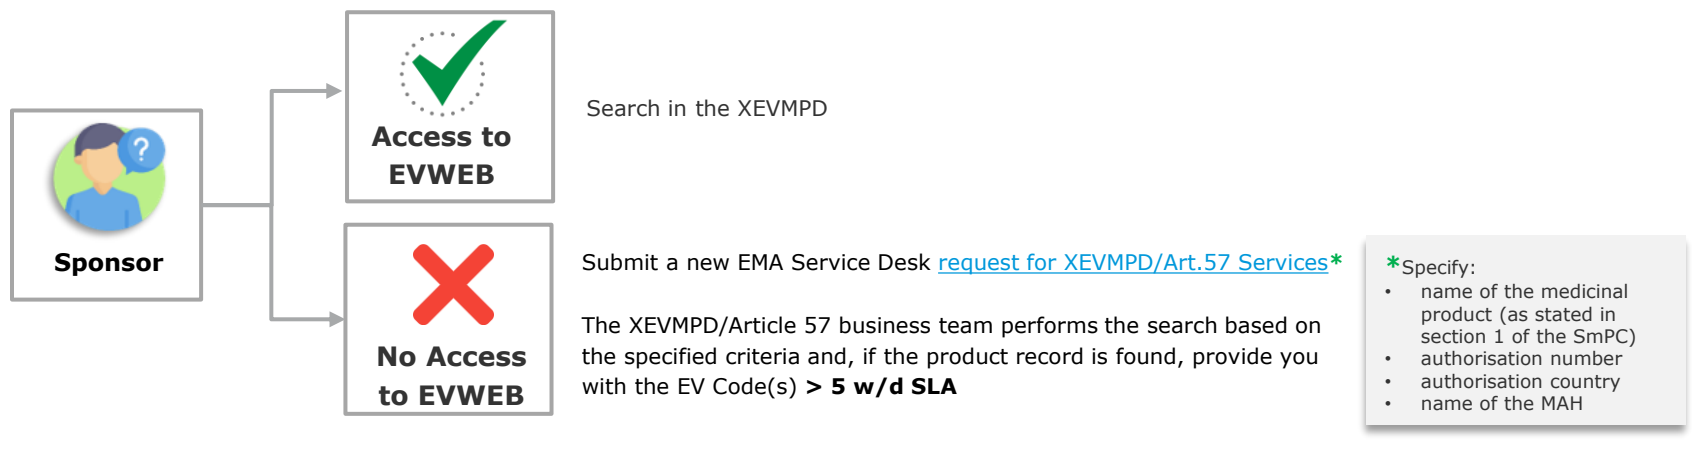 ?
Sponsor
Access to
EVWEB
Search in the XEVMPD
No Access
to EVWEB
Submit a new EMA Service Desk request for XEVMPD/Art.57 Services*
The XEVMPD/Article 57 business team performs the search based on
the specified criteria and, if the product record is found, provide you
with the EV Code(s) > 5 w/d SLA
*Specify:
• name of the medicinal
product (as stated in
section 1 of the SmPC)
• authorisation number
• authorisation country
• name of the MAH